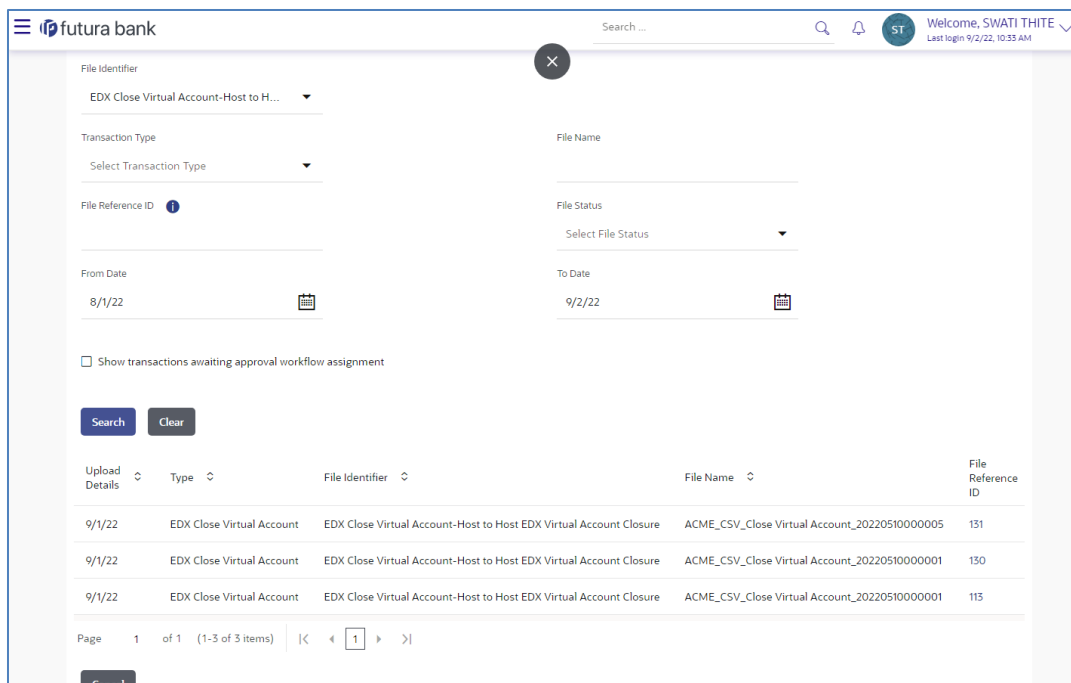 futura bank
Search ...
ST
Welcome, SWATI THITE
Last login 9/2/22, 10:33 AM
File Identifier
EDX Close Virtual Account-Host to H...
Transaction Type
File Name
Select Transaction Type
File Reference ID i
File Status
Select File Status
From Date
To Date
8/1/22
9/2/22
Show transactions awaiting approval workflow assignment
Search Clear
Upload Details Type File Identifier File Name File Reference ID
9/1/22 EDX Close Virtual Account EDX Close Virtual Account-Host to Host EDX Virtual Account Closure ACME_CSV_Close Virtual Account_20220510000005 131
9/1/22 EDX Close Virtual Account EDX Close Virtual Account-Host to Host EDX Virtual Account Closure ACME_CSV_Close Virtual Account_20220510000001 130
9/1/22 EDX Close Virtual Account EDX Close Virtual Account-Host to Host EDX Virtual Account Closure ACME_CSV_Close Virtual Account_20220510000001 113
Page 1 of 1 (1-3 of 3 items) 1